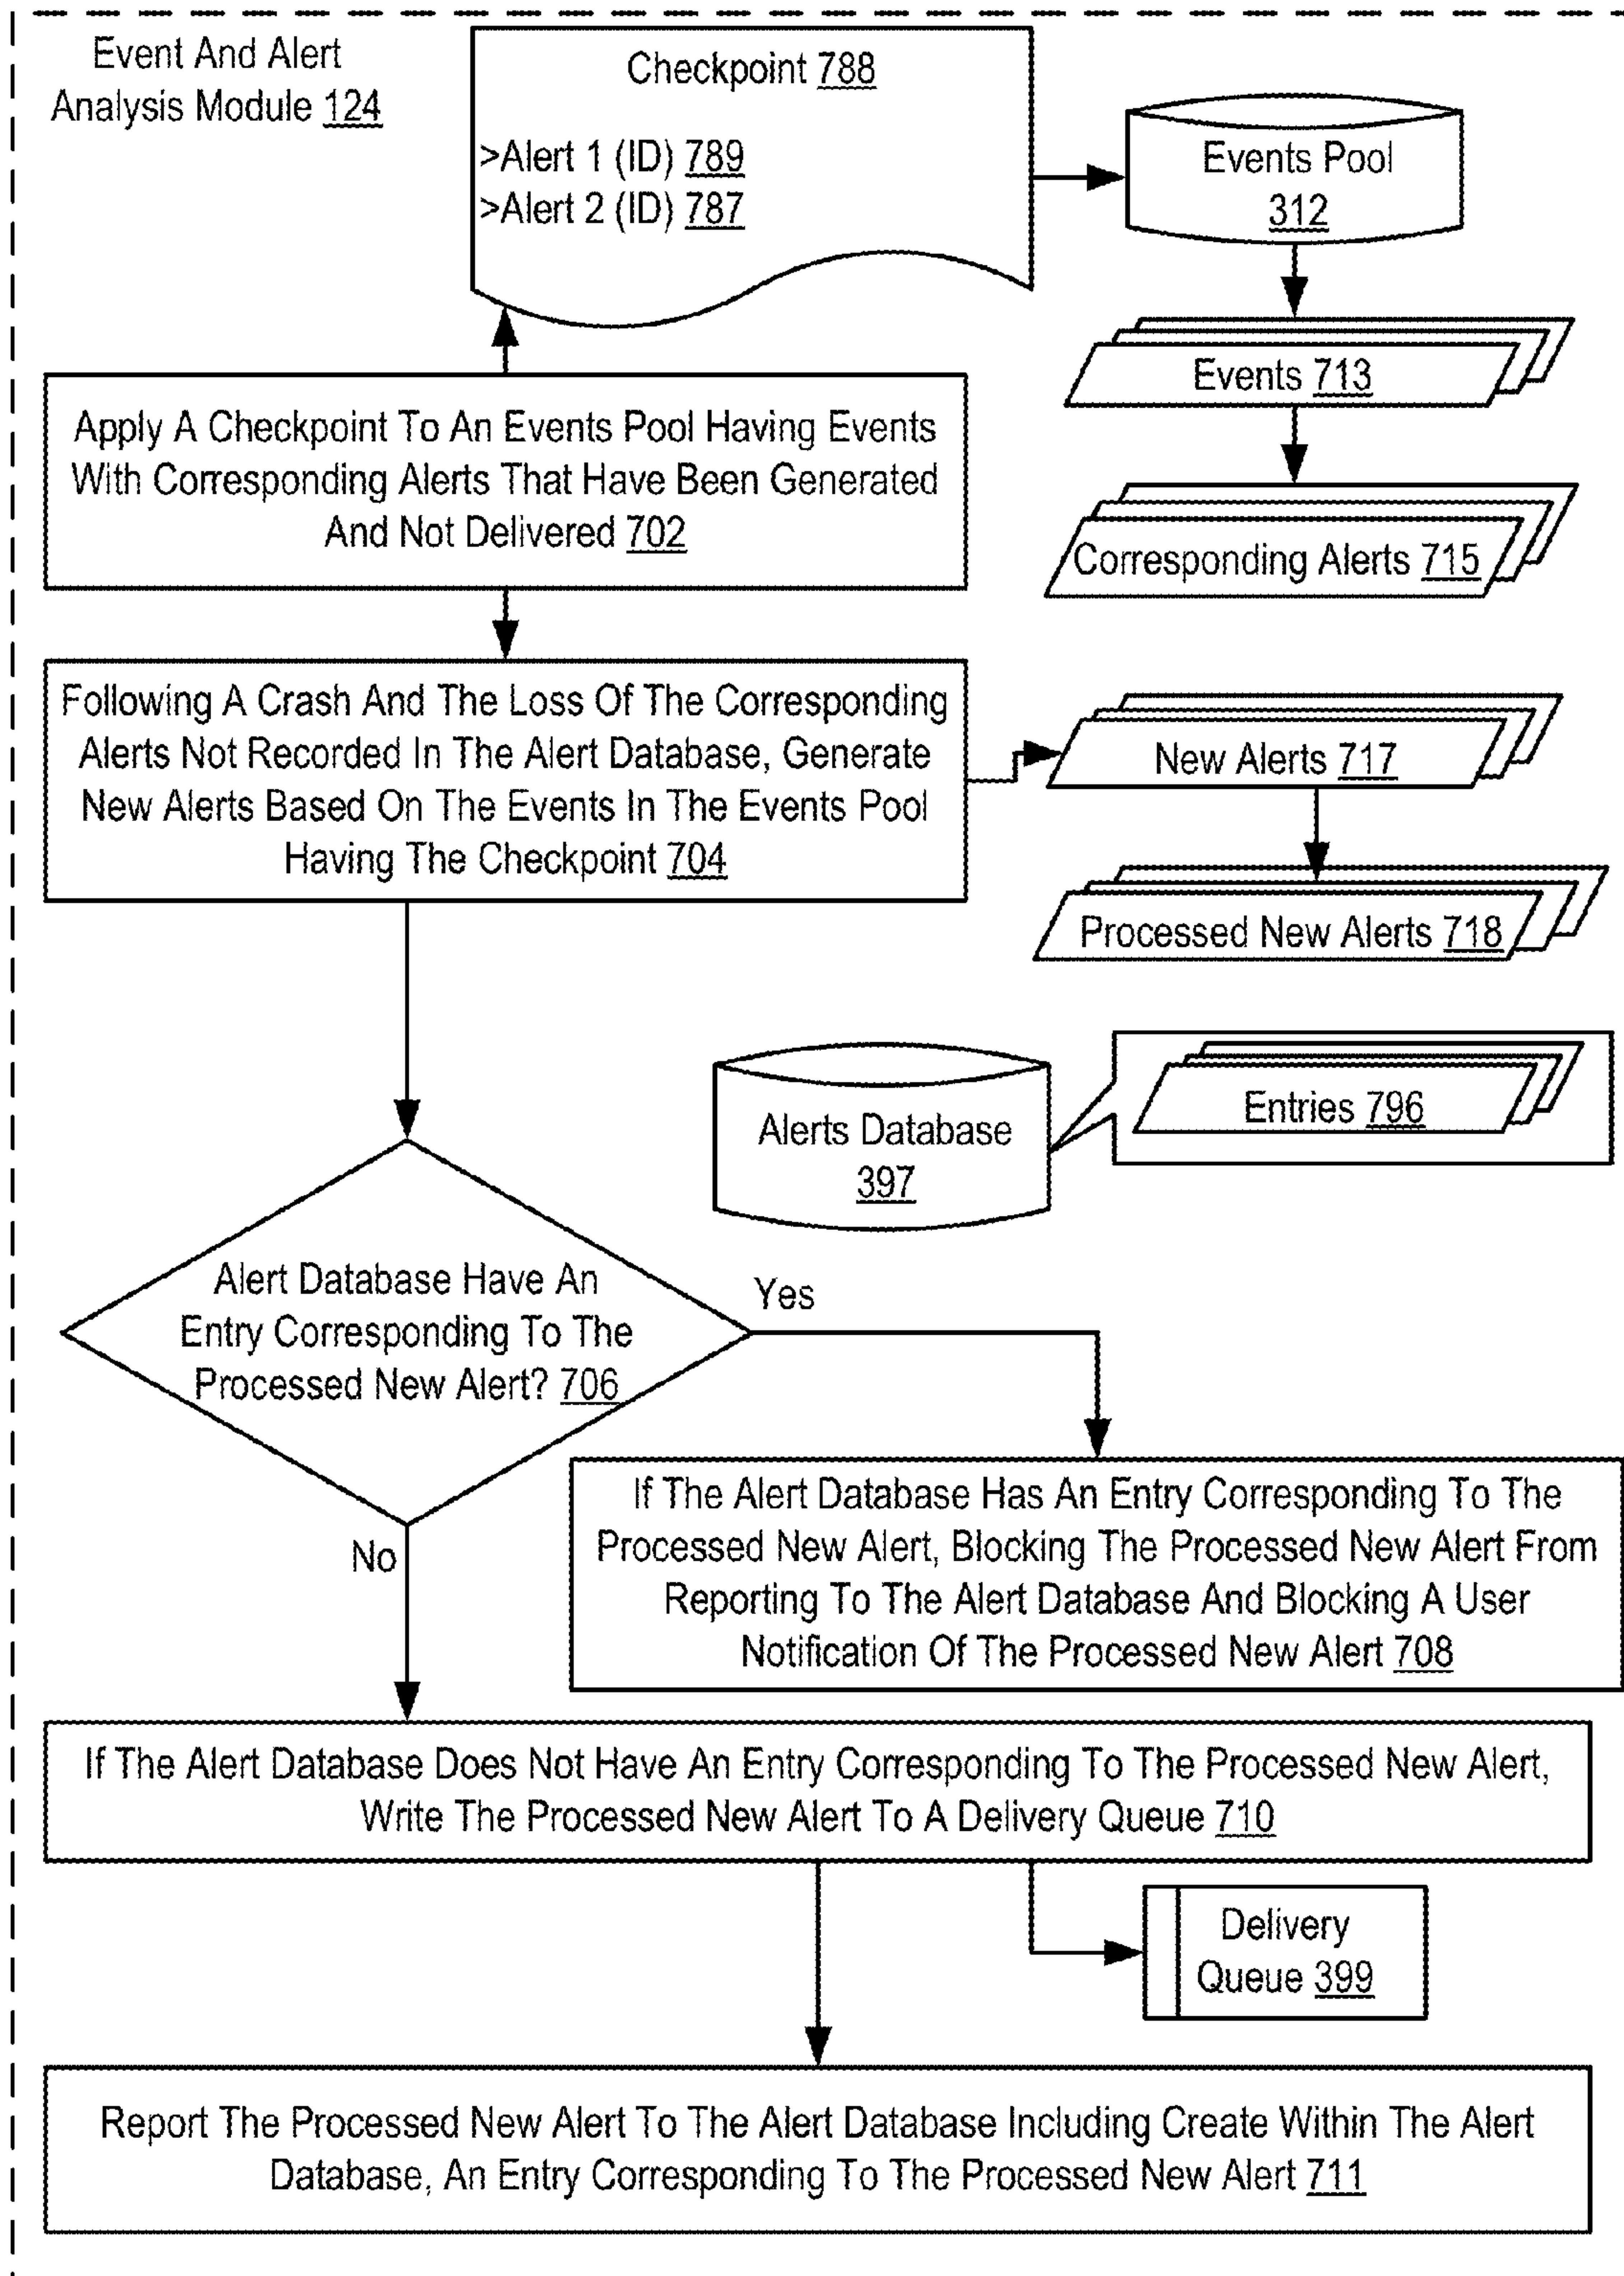 Event And Alert
Analysis Module 124
Checkpoint 788
>Alert 1 (ID) 789
>Alert 2 (ID) 787
Events Pool
312
Events 713
Corresponding Alerts 715
Apply A Checkpoint To An Events Pool Having Events
With Corresponding Alerts That Have Been Generated
And Not Delivered 702
Following A Crash And The Loss Of The Corresponding
Alerts Not Recorded In The Alert Database, Generate
New Alerts Based On The Events In The Events Pool
Having The Checkpoint 704
New Alerts 717
Processed New Alerts 718
Alerts Database
397
Entries 796
Alert Database Have An
Entry Corresponding To The
Processed New Alert? 706
Yes
No
If The Alert Database Has An Entry Corresponding To The
Processed New Alert, Blocking The Processed New Alert From
Reporting To The Alert Database And Blocking A User
Notification Of The Processed New Alert 708
If The Alert Database Does Not Have An Entry Corresponding To The Processed New Alert,
Write The Processed New Alert To A Delivery Queue 710
Delivery
Queue 399
Report The Processed New Alert To The Alert Database Including Create Within The Alert
Database, An Entry Corresponding To The Processed New Alert 711